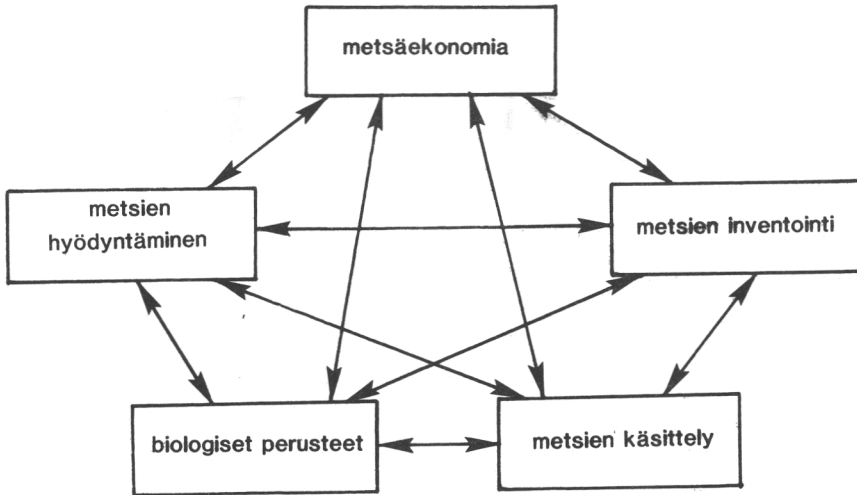 metsäekonomia
metsien
hyödyntäminen
metsien inventointi
biologiset perusteet
metsien käsittely